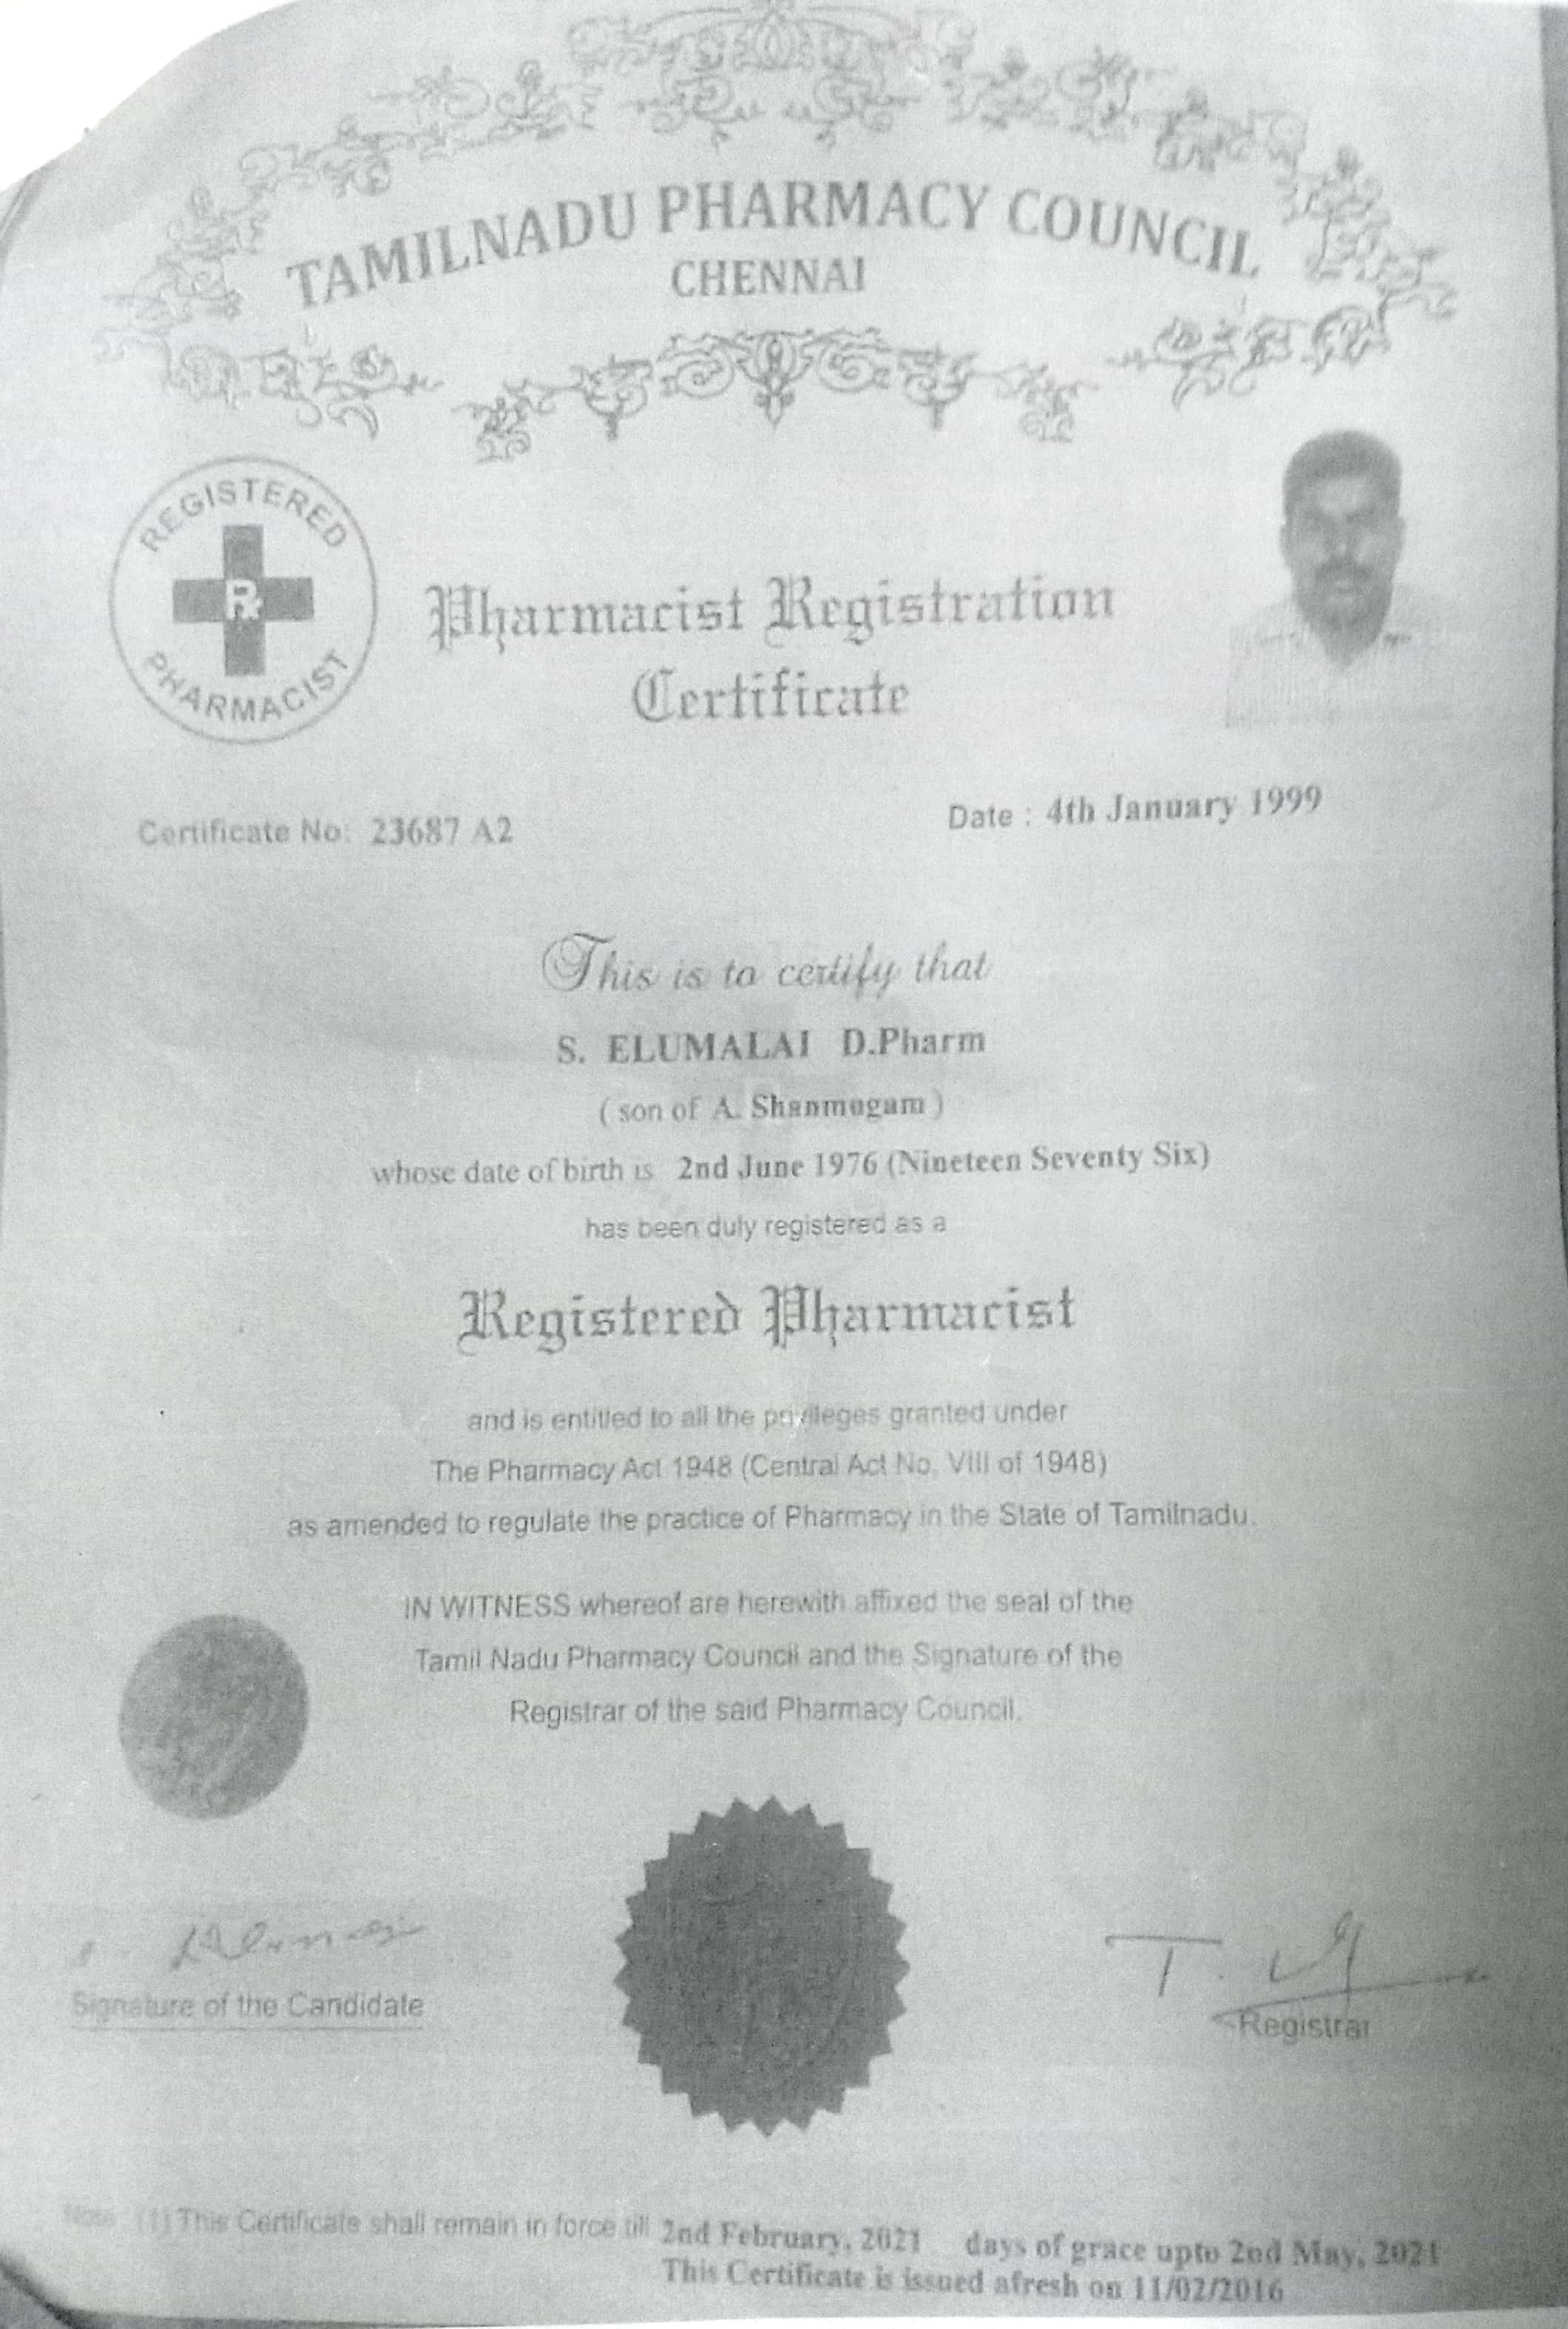 TAMILNADU PHARMACY COUNCIL
CHENNAI
REGISTERED
Rx
PHARMACIST
Pharmacist Registration
Certificate
Certificate No: 23687 A2
Date : 4th January 1999
This is to certify that
S. ELUMALAI D.Pharm
( son of A. Shanmugam )
whose date of birth is 2nd June 1976 (Nineteen Seventy Six)
has been duly registered as a
Registered Pharmacist
and is entitled to all the privileges granted under
The Pharmacy Act 1948 (Central Act No. VIII of 1948)
as amended to regulate the practice of Pharmacy in the State of Tamilnadu.
IN WITNESS whereof are herewith affixed the seal of the
Tamil Nadu Pharmacy Council and the Signature of the
Registrar of the said Pharmacy Council.
Signature of the Candidate
Registrar
Note (1) This Certificate shall remain in force till 2nd February, 2021 days of grace upto 2nd May, 2021
This Certificate is issued afresh on 11/02/2016